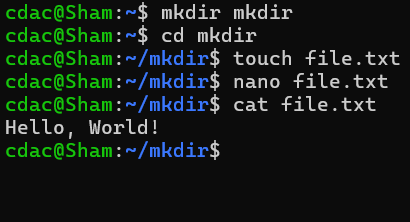 cdac@Sham:~$ mkdir mkdir
cdac@Sham:~$ cd mkdir
cdac@Sham:~/mkdir$ touch file.txt
cdac@Sham:~/mkdir$ nano file.txt
cdac@Sham:~/mkdir$ cat file.txt
Hello, World!
cdac@Sham:~/mkdir$